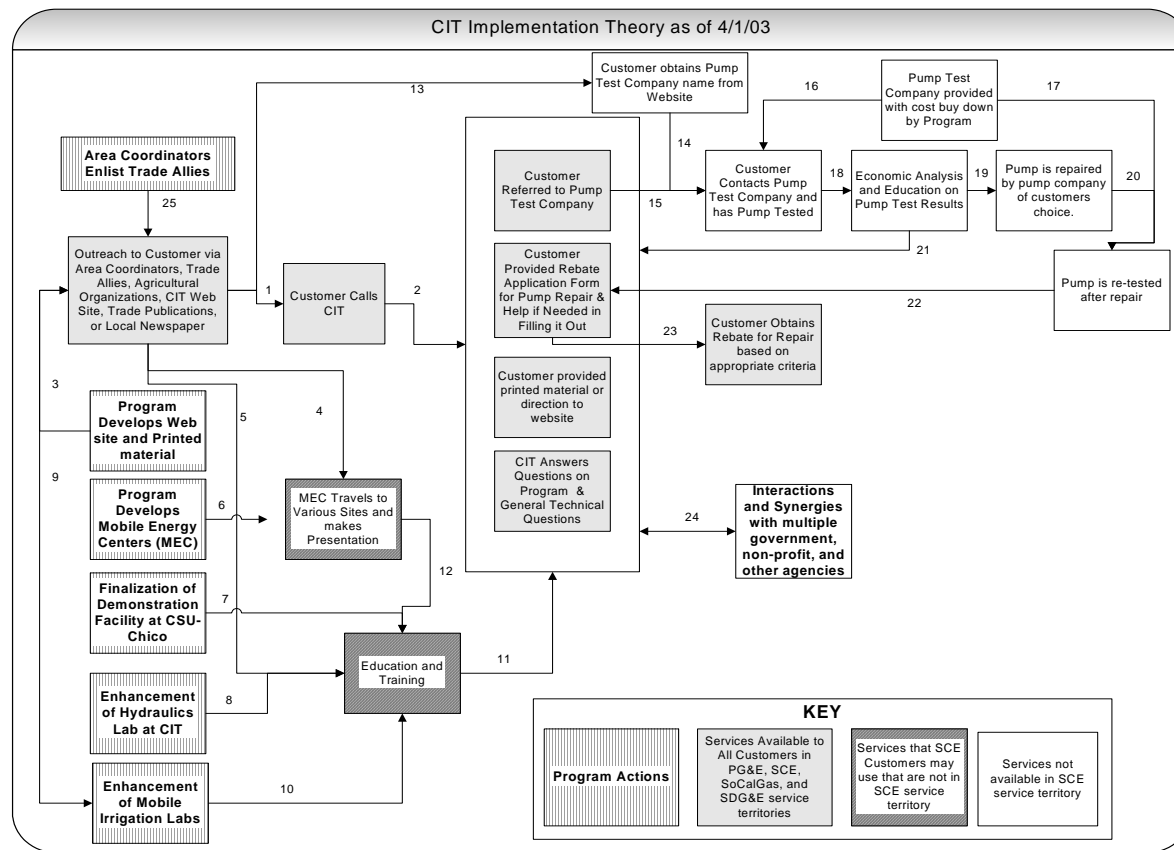 CIT Implementation Theory as of 4/1/03
Customer obtains Pump
Test Company name from
Website
13
Pump Test
Company provided
with cost buy down
by Program
16
17
Area Coordinators
Enlist Trade Allies
25
14
Customer
Referred to Pump
Test Company
15
Customer
Contacts Pump
Test Company and
has Pump Tested
18
Economic Analysis
and Education on
Pump Test Results
19
Pump is repaired
by pump company
of customers
choice.
20
21
Outreach to Customer via
Area Coordinators, Trade
Allies, Agricultural
Organizations, CIT Web
Site, Trade Publications,
or Local Newspaper
1
Customer Calls
CIT
2
Customer
Provided Rebate
Application Form
for Pump Repair &
Help if Needed in
Filling it Out
22
Pump is re-tested
after repair
23
Customer Obtains
Rebate for Repair
based on
appropriate criteria
3
4
5
Customer provided
printed material or
direction to
website
Program
Develops Web
site and Printed
material
9
Program
Develops
Mobile Energy
Centers (MEC)
6
MEC Travels to
Various Sites and
makes
Presentation
CIT Answers
Questions on
Program &
General Technical
Questions
24
Interactions
and Synergies
with multiple
government,
non-profit, and
other agencies
12
Finalization of
Demonstration
Facility at CSU-
Chico
7
Education and
Training
11
Enhancement
of Hydraulics
Lab at CIT
8
Enhancement
of Mobile
Irrigation Labs
10
KEY
Program Actions
Services Available to
All Customers in
PG&E, SCE,
SoCalGas, and
SDG&E service
territories
Services that SCE
Customers may
use that are not in
SCE service
territory
Services not
available in SCE
service territory